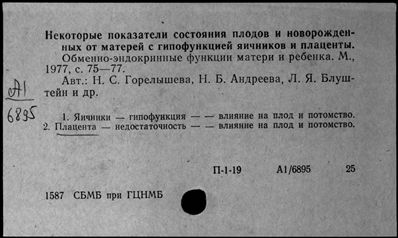 Некоторые показатели состояния плодов и новорожден-
ных от матерей с гипофункцией яичников и плаценты.
Обменно-эндокринные функции матери и ребенка. М.,
1977, с. 75—77.
Авт.: Н. С. Горелышева, Н. Б. Андреева, Л. Я. Блуш-
тейн и др.
А1
6895
1. Яичники — гипофункция — — влияние на плод и потомство.
2. Плацента — недостаточность — — влияние на плод и потомство.
П-1-19 А1/6895 25
1587 СБМБ при ГЦНМБ